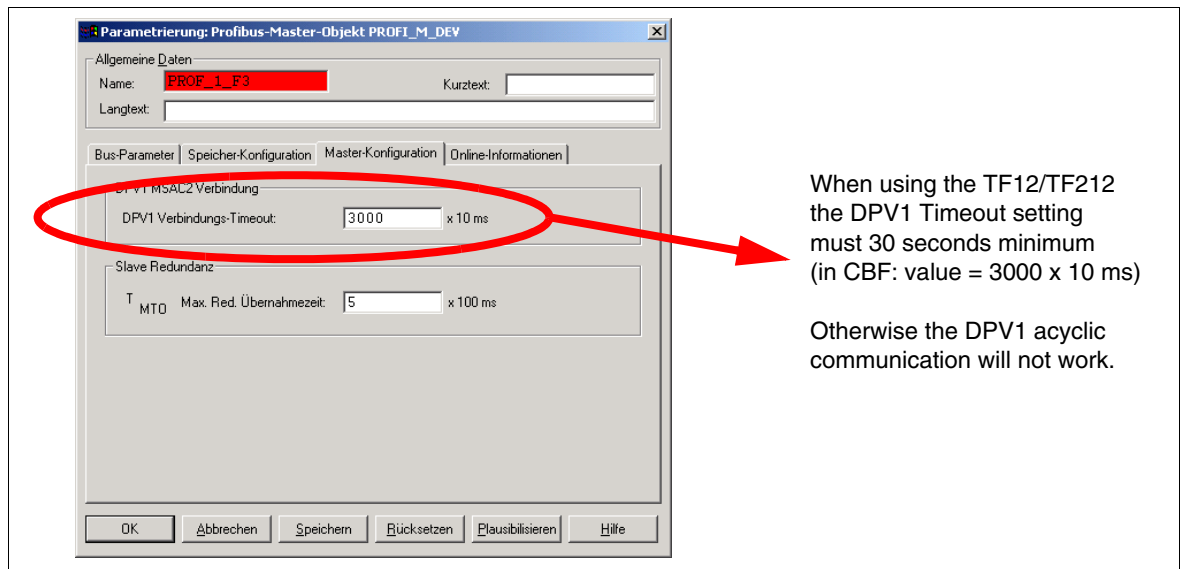 Parametrierung: Profibus-Master-Objekt PROFI_M_DEV
Allgemeine Daten
Name: PROF_1_F3 Kurztext:
Langtext:
Bus-Parameter Speicher-Konfiguration Master-Konfiguration Online-Informationen
DPV1 MSAC2 Verbindung
DPV1 Verbindungs-Timeout: 3000 x 10 ms
Slave Redundanz
T MTO Max. Red. Übernahmezeit: 5 x 100 ms
OK Abbrechen Speichern Rücksetzen Plausibilisieren Hilfe
When using the TF12/TF212
the DPV1 Timeout setting
must 30 seconds minimum
(in CBF: value = 3000 x 10 ms)
Otherwise the DPV1 acyclic
communication will not work.